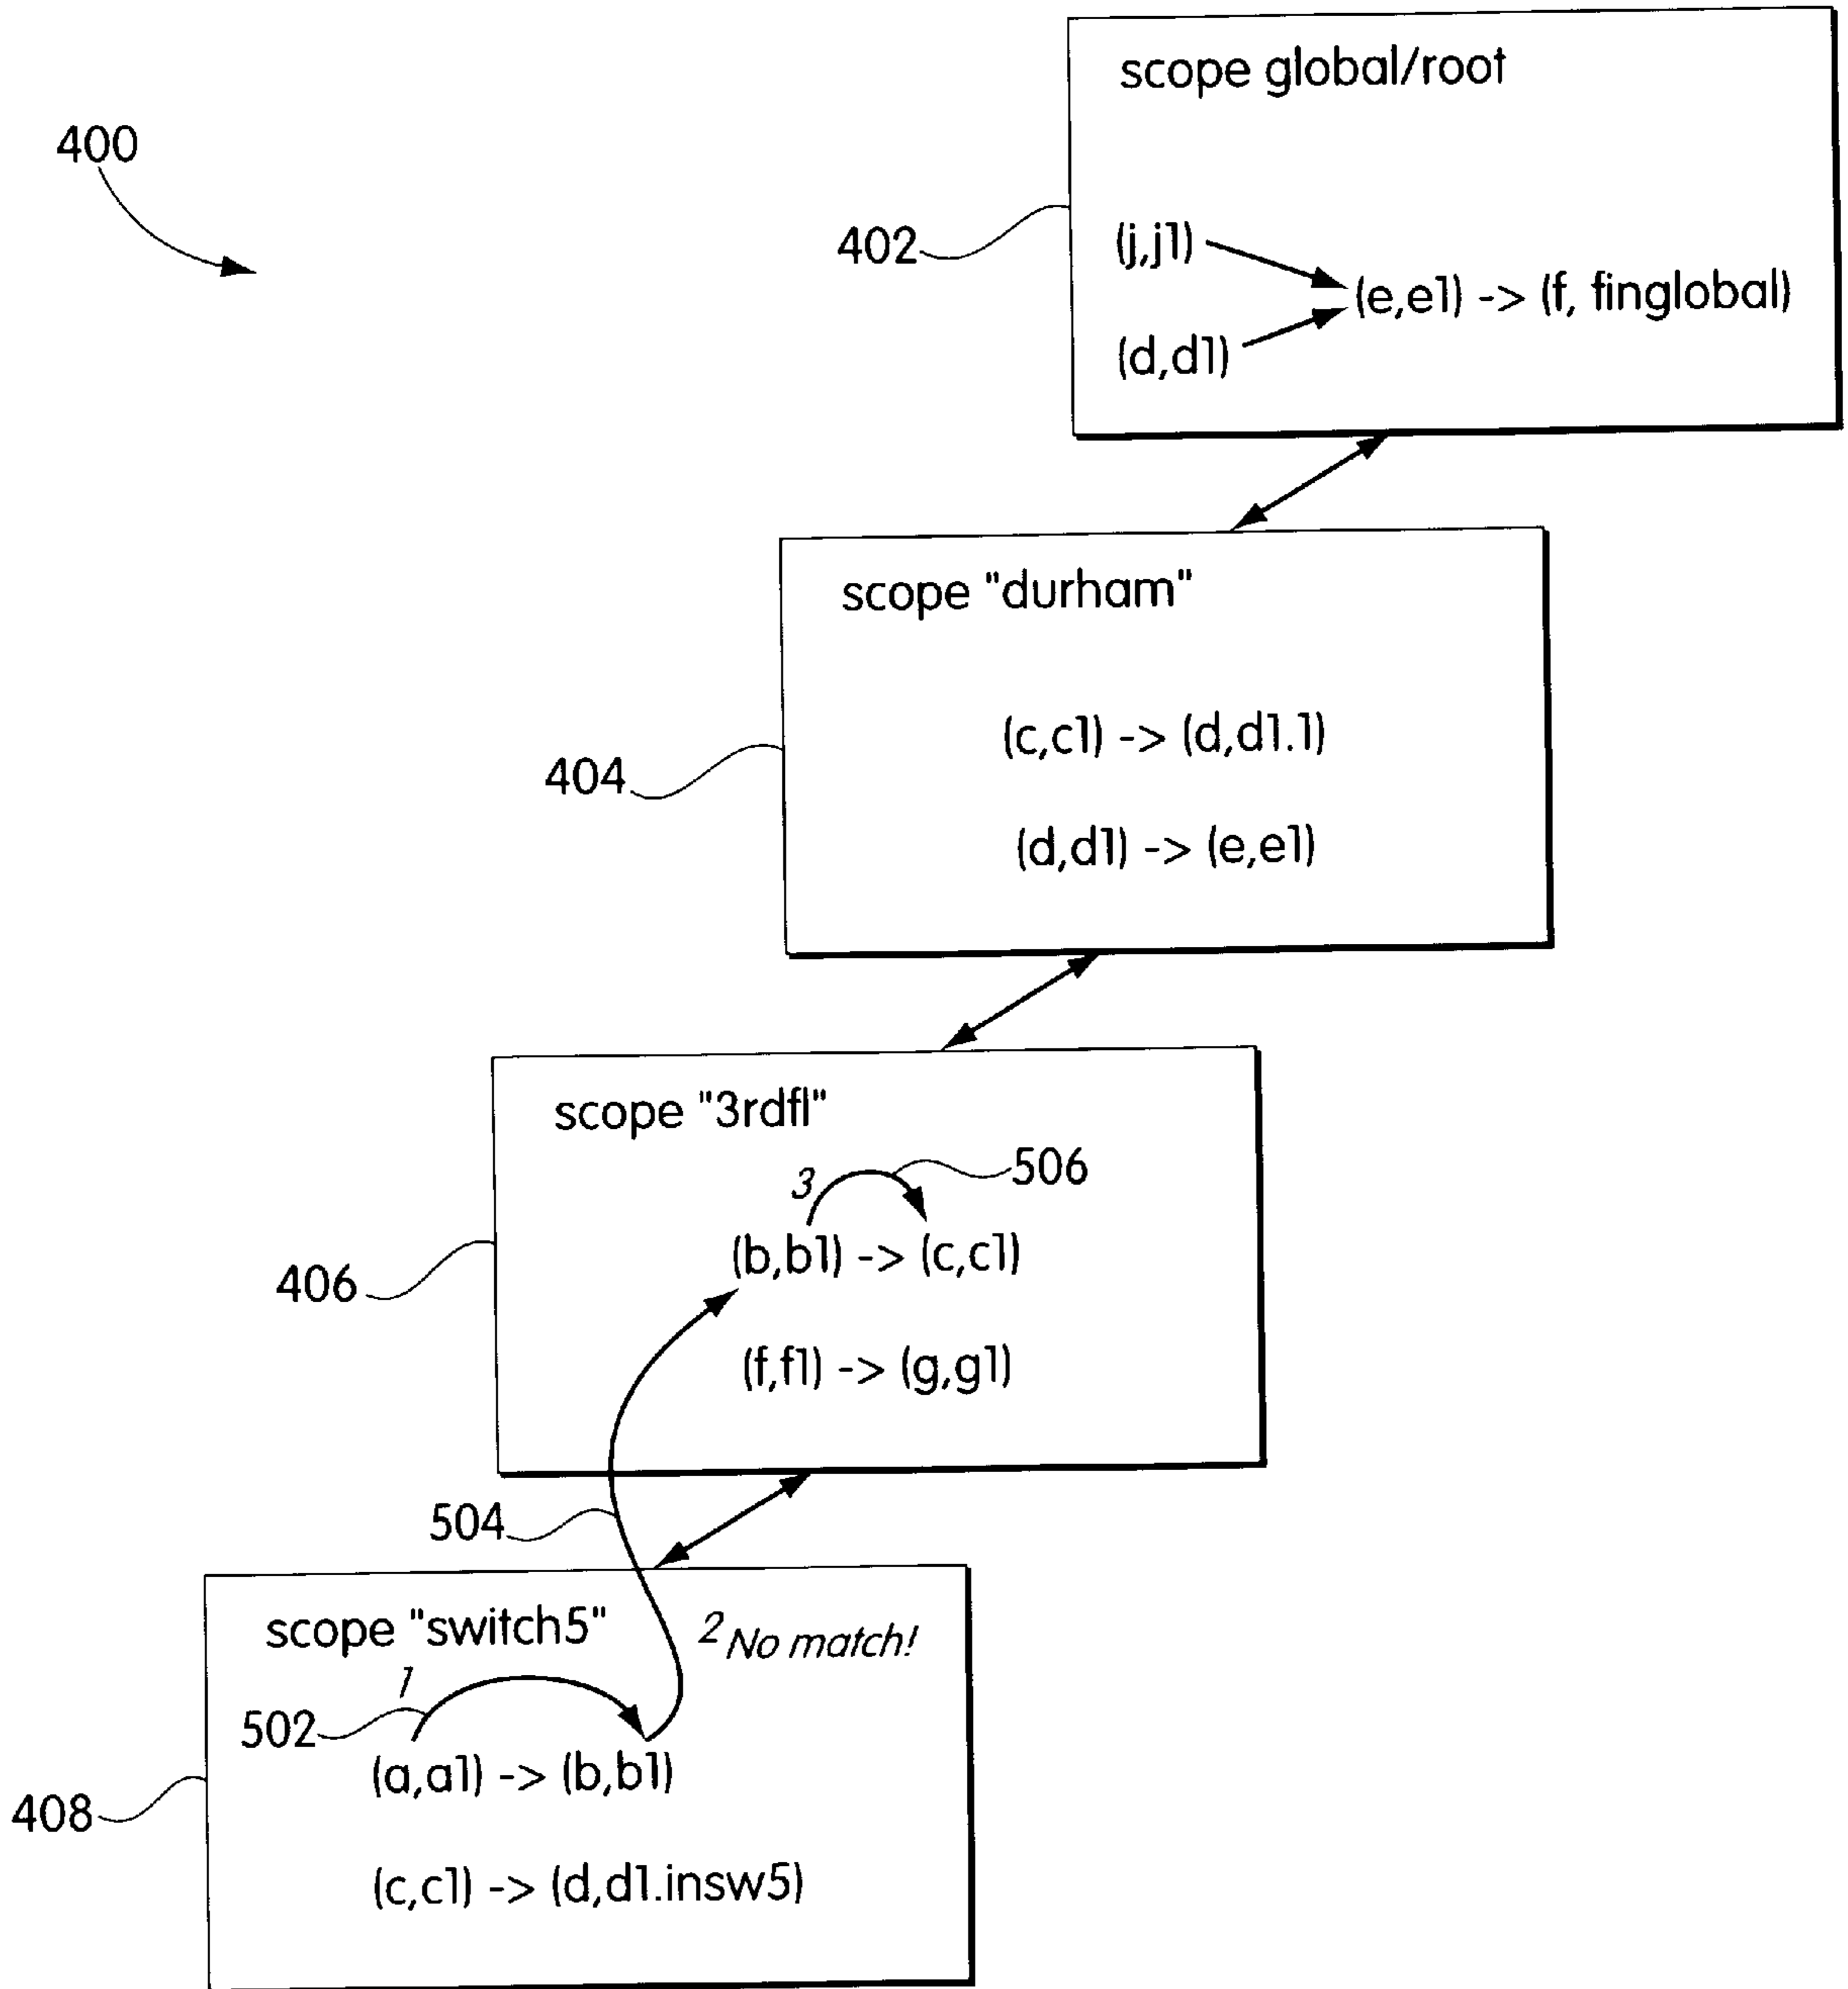 scope global/root
400
402
(j,j1)
(e,e1) -> (f, finglobal)
(d,d1)
scope "durham"
(c,c1) -> (d,d1.1)
404
(d,d1) -> (e,e1)
scope "3rdfl"
3
506
(b,b1) -> (c,c1)
406
(f,f1) -> (g,g1)
504
scope "switch5"
2 No match!
1
502
(a,a1) -> (b,b1)
408
(c,c1) -> (d,d1.insw5)